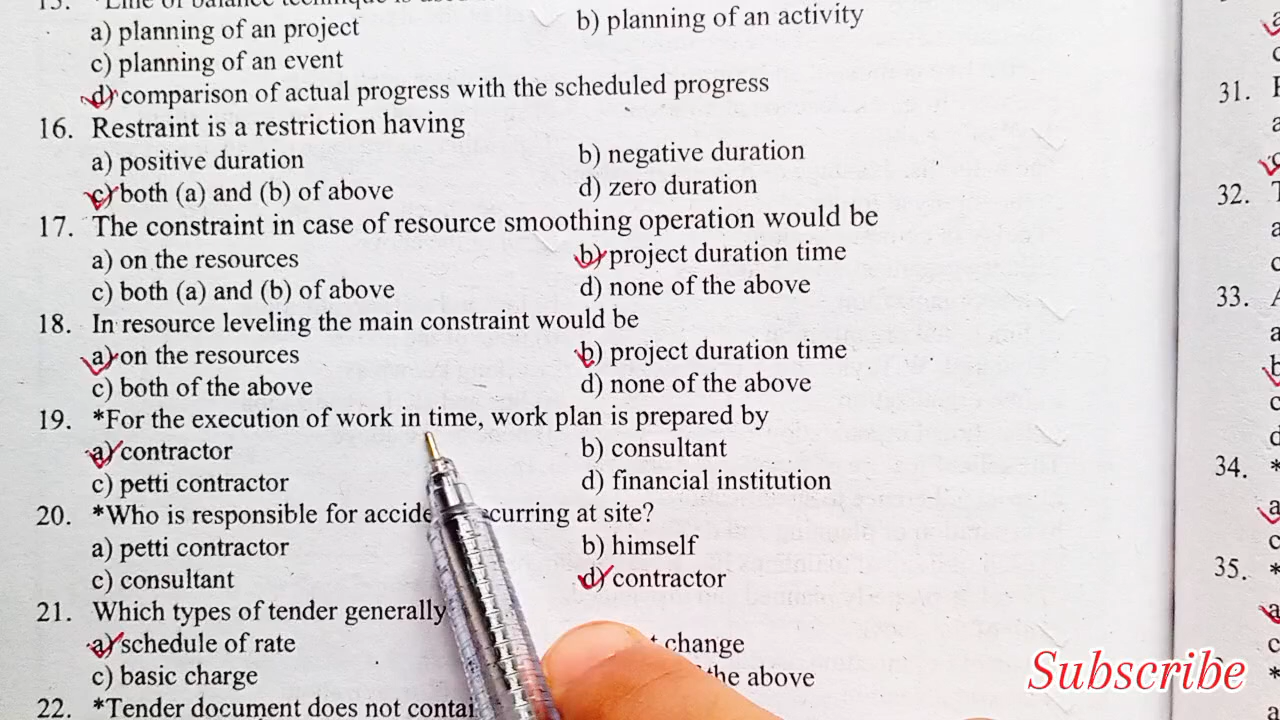 15. *Line of balance technique is used
a) planning of an project b) planning of an activity
c) planning of an event
d) comparison of actual progress with the scheduled progress
16. Restraint is a restriction having
a) positive duration b) negative duration
c) both (a) and (b) of above d) zero duration
17. The constraint in case of resource smoothing operation would be
a) on the resources b) project duration time
c) both (a) and (b) of above d) none of the above
18. In resource leveling the main constraint would be
a) on the resources b) project duration time
c) both of the above d) none of the above
19. *For the execution of work in time, work plan is prepared by
a) contractor b) consultant
c) petti contractor d) financial institution
20. *Who is responsible for at site?
a) petti contractor b) himself
c) consultant d) contractor
21. Which types of tender generally
a) schedule of rate change
c) basic charge the above
22. *Tender document does not
31.
32.
33.
34. *
35. *
Subscribe